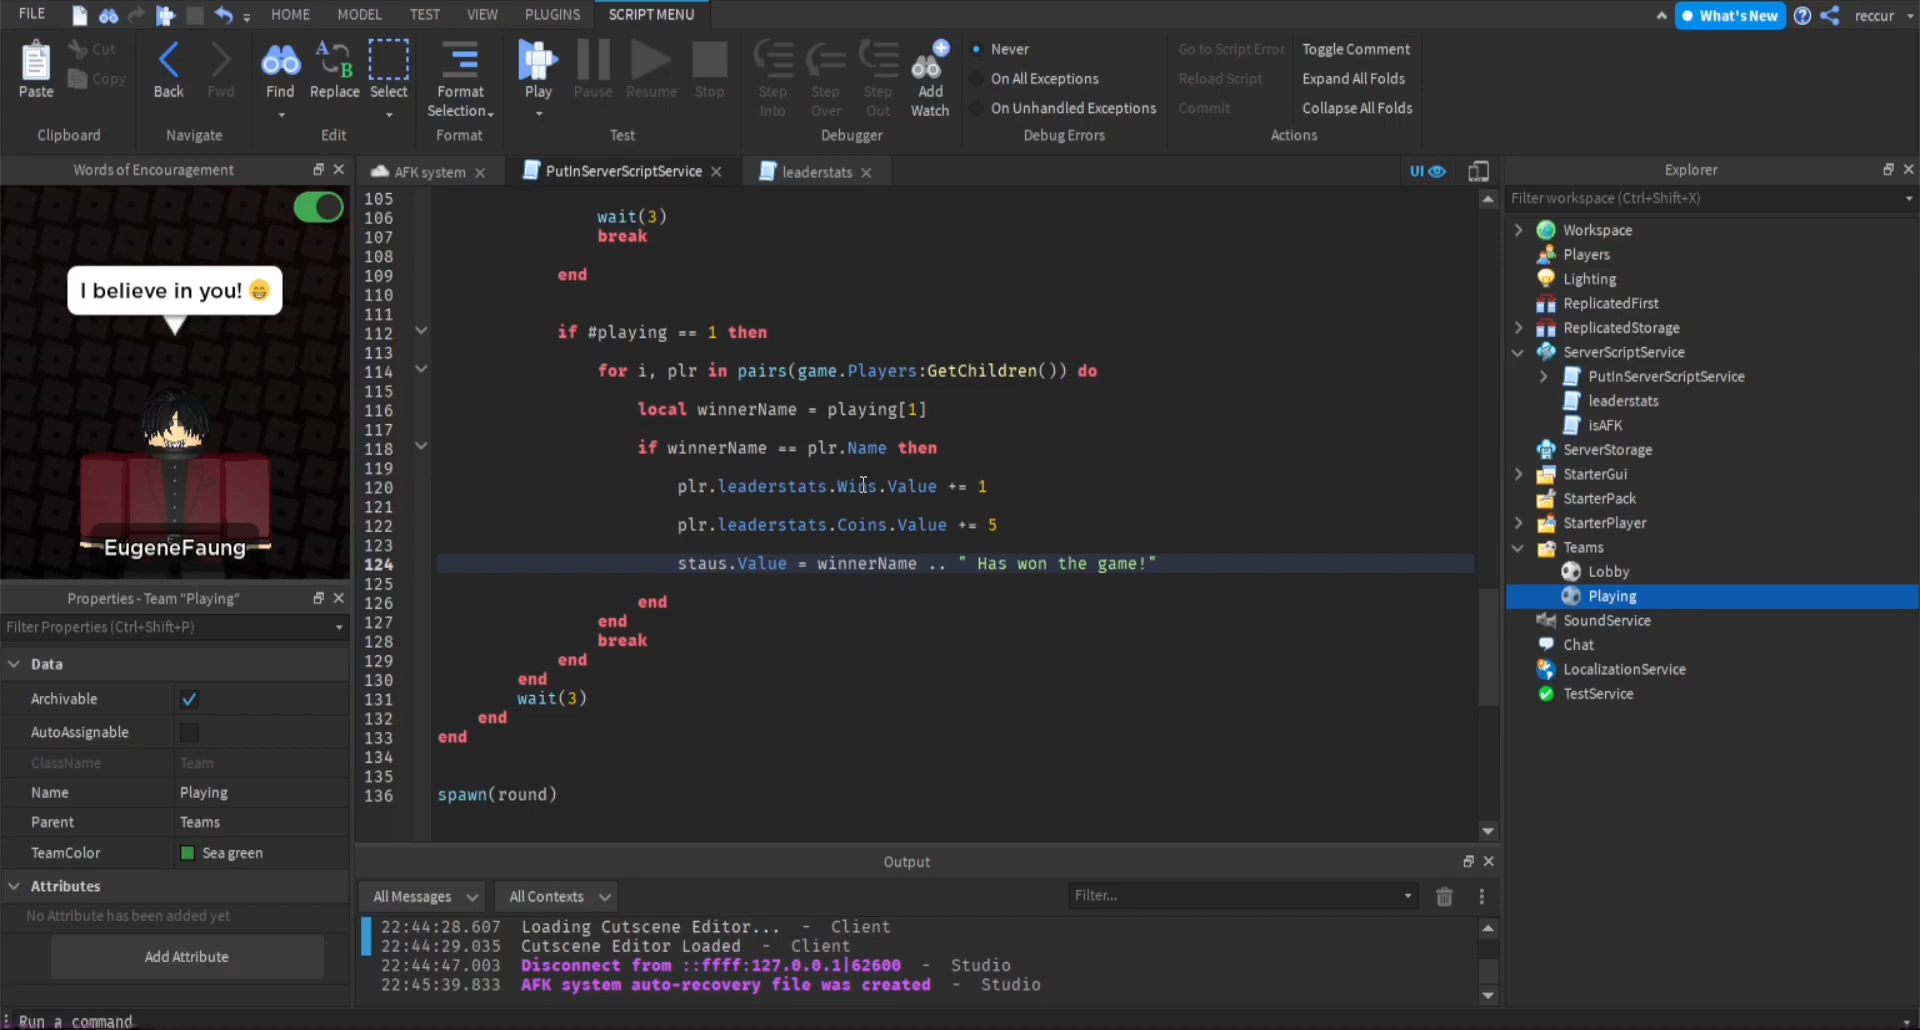 FILE HOME MODEL TEST VIEW PLUGINS SCRIPT MENU What's New reccur
Paste Cut Copy
Clipboard
Back Fwd
Navigate
Find Replace Select
Edit
Format Selection
Format
Play Pause Resume Stop
Test
Step Into Step Over Step Out Add Watch
Debugger
Never
On All Exceptions
On Unhandled Exceptions
Debug Errors
Go to Script Error Toggle Comment
Reload Script Expand All Folds
Commit Collapse All Folds
Actions
Words of Encouragement
I believe in you! 😁
EugeneFaung
Properties - Team "Playing"
Filter Properties (Ctrl+Shift+P)
Data
Archivable
AutoAssignable
ClassName Team
Name Playing
Parent Teams
TeamColor Sea green
Attributes
No Attribute has been added yet
Add Attribute
AFK system PutInServerScriptService leaderstats UI
105
106 wait(3)
107 break
108
109 end
110
111
112 if #playing == 1 then
113
114 for i, plr in pairs(game.Players:GetChildren()) do
115
116 local winnerName = playing[1]
117
118 if winnerName == plr.Name then
119
120 plr.leaderstats.Wins.Value += 1
121
122 plr.leaderstats.Coins.Value += 5
123
124 staus.Value = winnerName .. " Has won the game!"
125
126 end
127 end
128 break
129 end
130 end
131 wait(3)
132 end
133 end
134
135
136 spawn(round)
Output
All Messages All Contexts Filter...
22:44:28.607 Loading Cutscene Editor... - Client
22:44:29.035 Cutscene Editor Loaded - Client
22:44:47.003 Disconnect from ::ffff:127.0.0.1|62600 - Studio
22:45:39.833 AFK system auto-recovery file was created - Studio
Run a command
Explorer
Filter workspace (Ctrl+Shift+X)
Workspace
Players
Lighting
ReplicatedFirst
ReplicatedStorage
ServerScriptService
PutInServerScriptService
leaderstats
isAFK
ServerStorage
StarterGui
StarterPack
StarterPlayer
Teams
Lobby
Playing
SoundService
Chat
LocalizationService
TestService